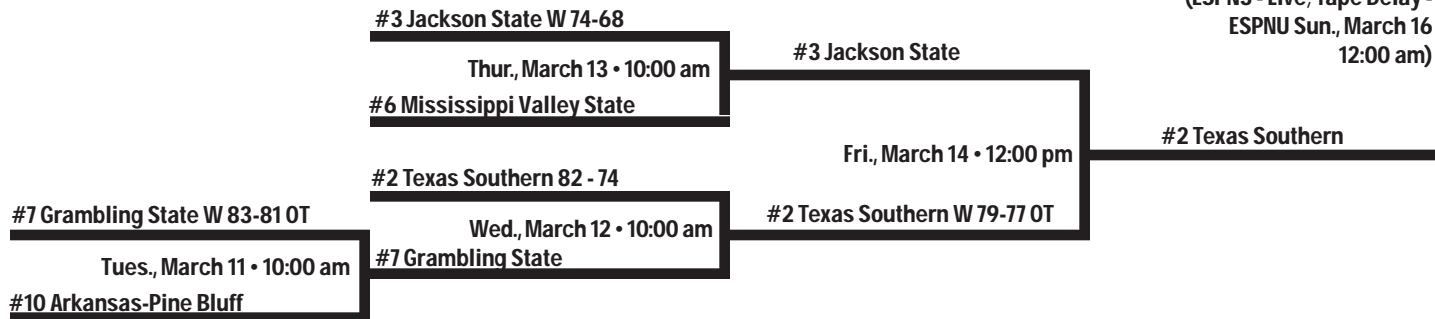 (ESPN3 - Live, Tape Delay -
ESPNU Sun., March 16
12:00 am)
#3 Jackson State W 74-68
Thur., March 13 • 10:00 am
#6 Mississippi Valley State
#3 Jackson State
Fri., March 14 • 12:00 pm
#2 Texas Southern
#2 Texas Southern 82 - 74
Wed., March 12 • 10:00 am
#7 Grambling State
#2 Texas Southern W 79-77 OT
#7 Grambling State W 83-81 OT
Tues., March 11 • 10:00 am
#10 Arkansas-Pine Bluff